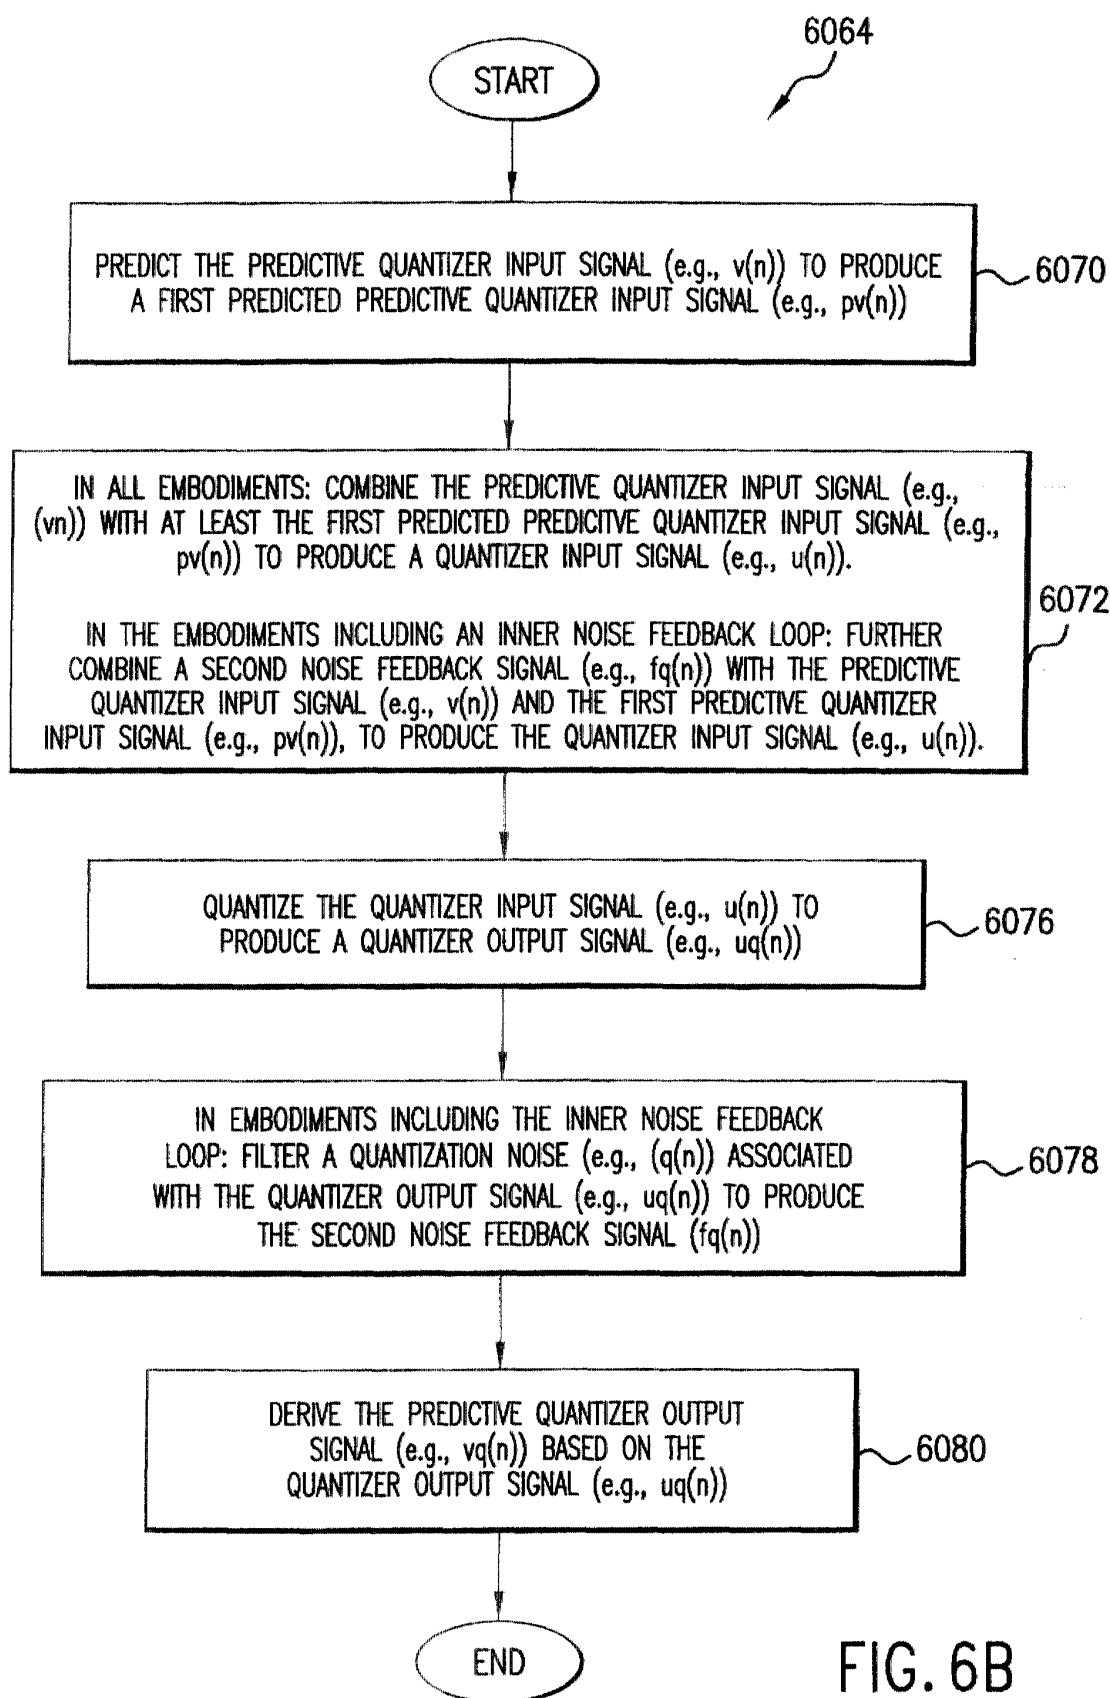 6064
START
PREDICT THE PREDICTIVE QUANTIZER INPUT SIGNAL (e.g., v(n)) TO PRODUCE
A FIRST PREDICTED PREDICTIVE QUANTIZER INPUT SIGNAL (e.g., pv(n))
6070
IN ALL EMBODIMENTS: COMBINE THE PREDICTIVE QUANTIZER INPUT SIGNAL (e.g.,
(vn)) WITH AT LEAST THE FIRST PREDICTED PREDICITVE QUANTIZER INPUT SIGNAL (e.g.,
pv(n)) TO PRODUCE A QUANTIZER INPUT SIGNAL (e.g., u(n)).
IN THE EMBODIMENTS INCLUDING AN INNER NOISE FEEDBACK LOOP: FURTHER
COMBINE A SECOND NOISE FEEDBACK SIGNAL (e.g., fq(n)) WITH THE PREDICTIVE
QUANTIZER INPUT SIGNAL (e.g., v(n)) AND THE FIRST PREDICTIVE QUANTIZER
INPUT SIGNAL (e.g., pv(n)), TO PRODUCE THE QUANTIZER INPUT SIGNAL (e.g., u(n)).
6072
QUANTIZE THE QUANTIZER INPUT SIGNAL (e.g., u(n)) TO
PRODUCE A QUANTIZER OUTPUT SIGNAL (e.g., uq(n))
6076
IN EMBODIMENTS INCLUDING THE INNER NOISE FEEDBACK
LOOP: FILTER A QUANTIZATION NOISE (e.g., (q(n)) ASSOCIATED
WITH THE QUANTIZER OUTPUT SIGNAL (e.g., uq(n)) TO PRODUCE
THE SECOND NOISE FEEDBACK SIGNAL (fq(n))
6078
DERIVE THE PREDICTIVE QUANTIZER OUTPUT
SIGNAL (e.g., vq(n)) BASED ON THE
QUANTIZER OUTPUT SIGNAL (e.g., uq(n))
6080
END
FIG. 6B